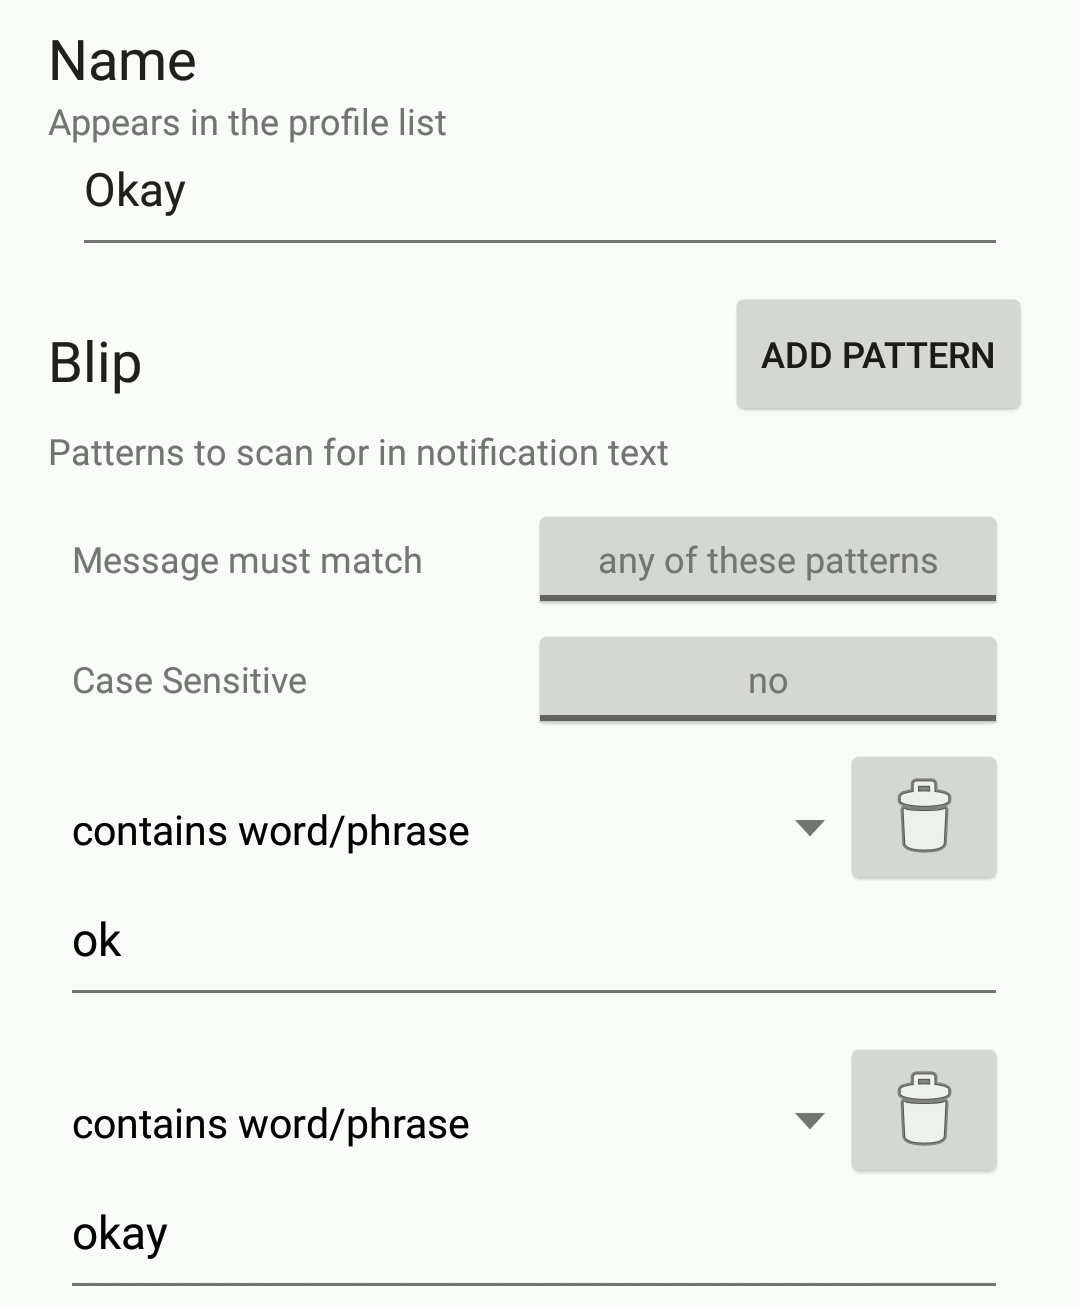 Name
Appears in the profile list
Okay
Blip
ADD PATTERN
Patterns to scan for in notification text
Message must match
any of these patterns
Case Sensitive
no
contains word/phrase
ok
contains word/phrase
okay